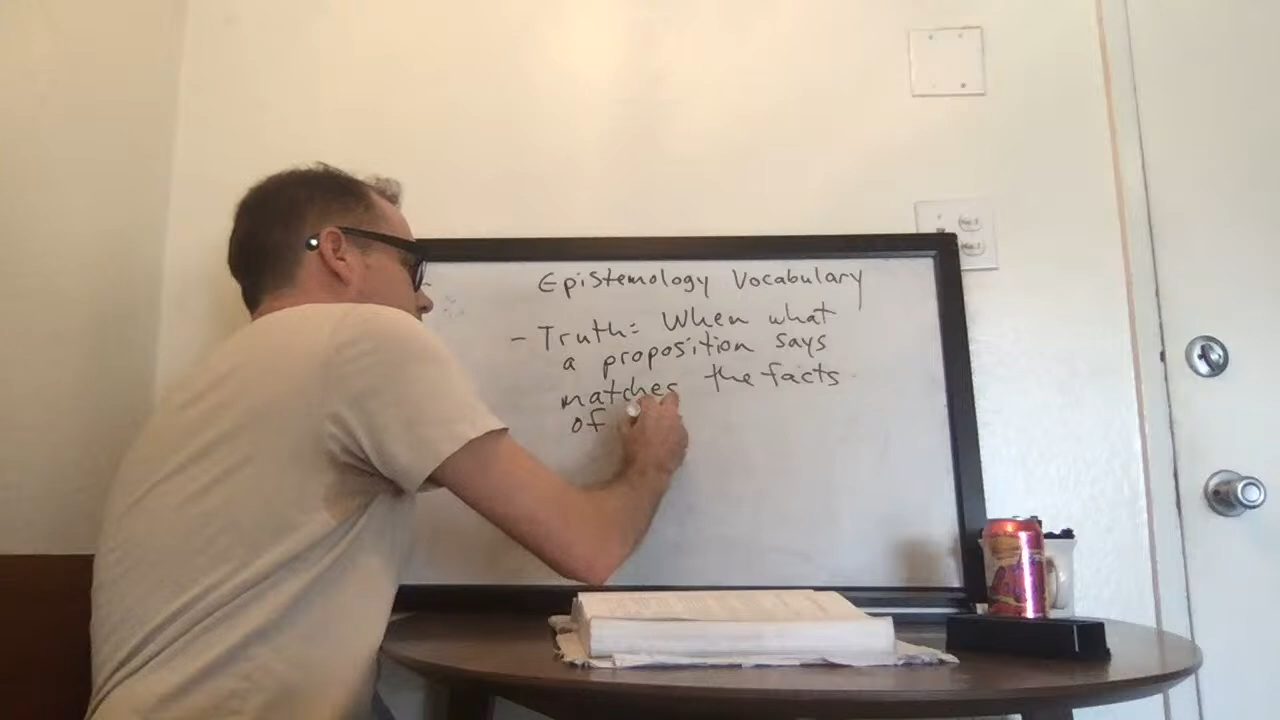 Epistemology Vocabulary
- Truth: When what
a proposition says
matches the facts
of